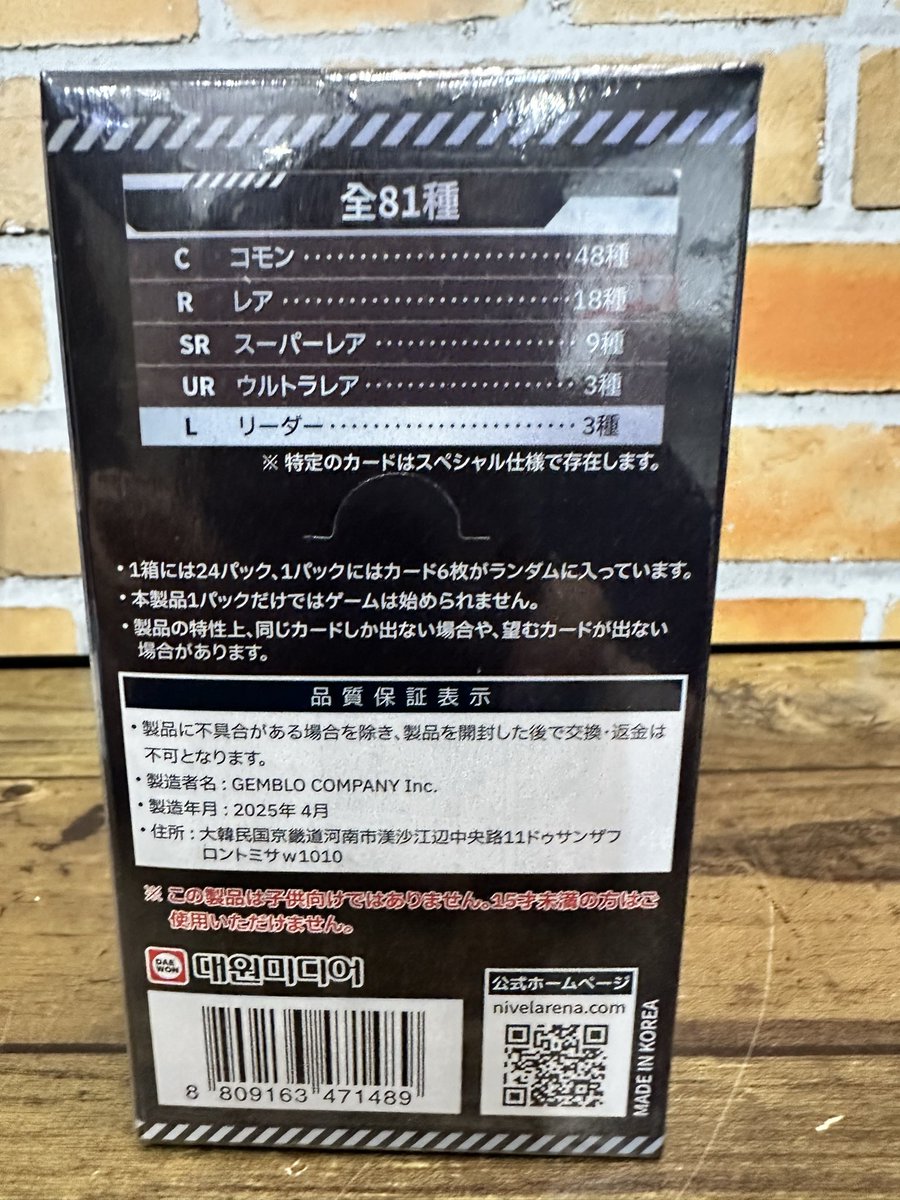 全81種
C コモン ･････････････････････････ 48種
R レア ･････････････････････････ 18種
SR スーパーレア ･････････････････ 9種
UR ウルトラレア ･････････････････ 3種
L リーダー ･･･････････････････････ 3種
※ 特定のカードはスペシャル仕様で存在します。
・1箱には24パック、1パックにはカード6枚がランダムに入っています。
・本製品1パックだけではゲームは始められません。
・製品の特性上、同じカードしか出ない場合や、望むカードが出ない
場合があります。
品質保証表示
・製品に不具合がある場合を除き、製品を開封した後で交換・返金は
不可となります。
・製造者名 : GEMBLO COMPANY Inc.
・製造年月 : 2025年 4月
・住所 : 大韓民国京畿道河南市渼沙江辺中央路11ドゥサンザフ
ロントミサw1010
※ この製品は子供向けではありません。15才未満の方はご
使用いただけません。
DAE WON 대원미디어
公式ホームページ
nivelarena.com
MADE IN KOREA
8 809163 471489